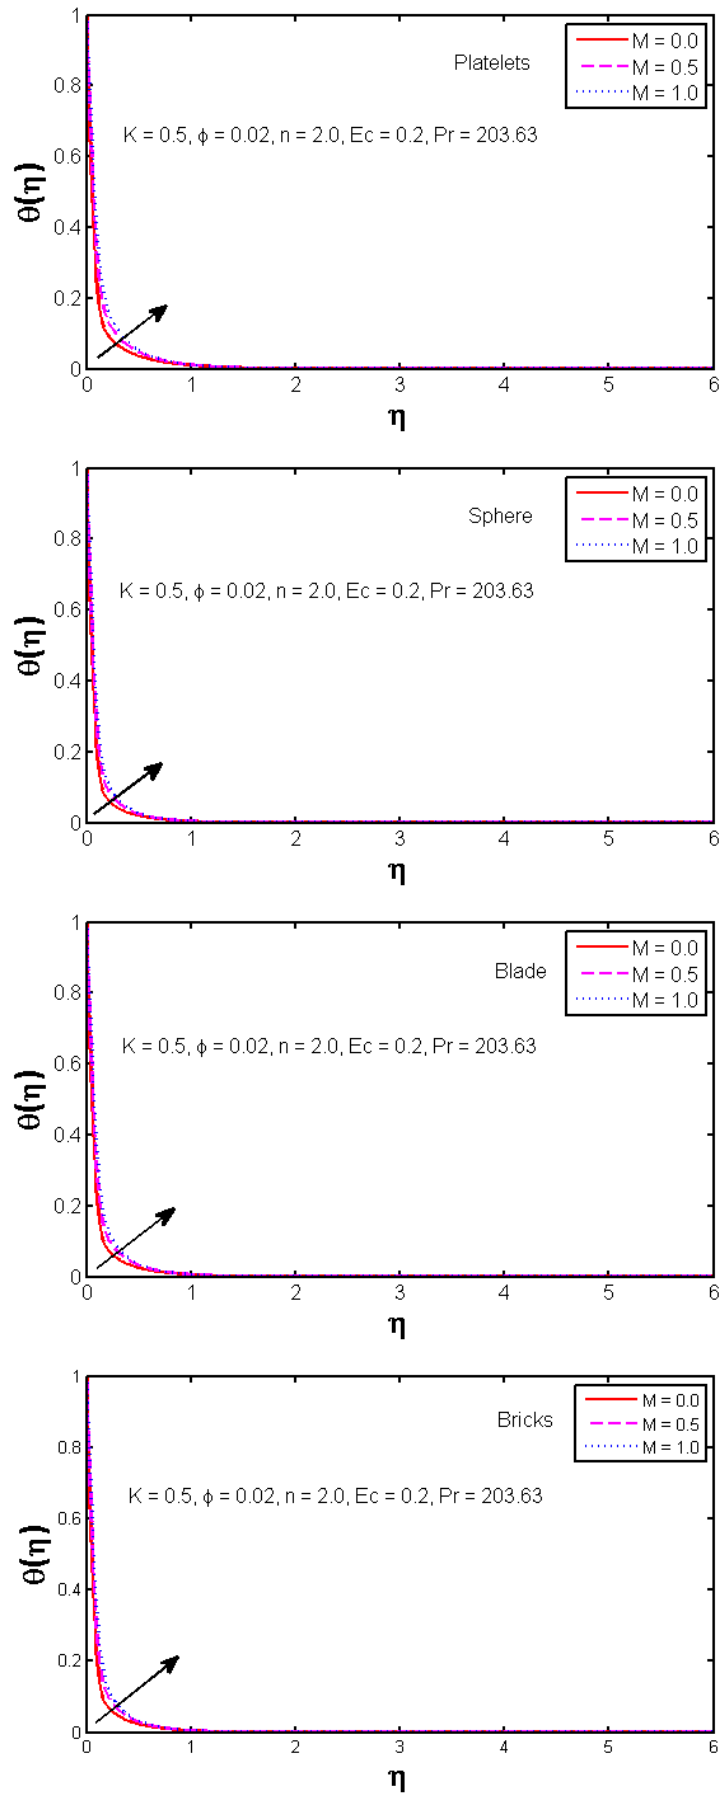 1
M = 0.0
Platelets
M = 0.5
0.8
M = 1.0
K = 0.5, ϕ = 0.02, n = 2.0, Ec = 0.2, Pr = 203.63
0.6
θ(η)
0.4
0.2
0
0 1 2 3 4 5 6
η
1
M = 0.0
Sphere
M = 0.5
M = 1.0
0.8
K = 0.5, ϕ = 0.02, n = 2.0, Ec = 0.2, Pr = 203.63
0.6
θ(η)
0.4
0.2
0
0 1 2 3 4 5 6
η
1
M = 0.0
Blade
M = 0.5
M = 1.0
0.8
K = 0.5, ϕ = 0.02, n = 2.0, Ec = 0.2, Pr = 203.63
0.6
θ(η)
0.4
0.2
0
0 1 2 3 4 5 6
η
1
M = 0.0
Bricks
M = 0.5
M = 1.0
0.8
K = 0.5, ϕ = 0.02, n = 2.0, Ec = 0.2, Pr = 203.63
0.6
θ(η)
0.4
0.2
0
0 1 2 3 4 5 6
η